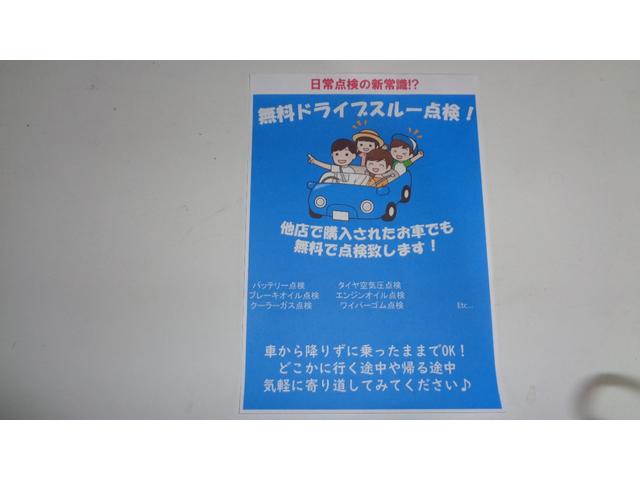 日常点検の新常識!?
無料ドライブスルー点検！
他店で購入されたお車でも
無料で点検致します！
バッテリー点検 タイヤ空気圧点検
ブレーキオイル点検 エンジンオイル点検
クーラーガス点検 ワイパーゴム点検 Etc...
車から降りずに乗ったままでOK！
どこかに行く途中や帰る途中
気軽に寄り道してみてください♪